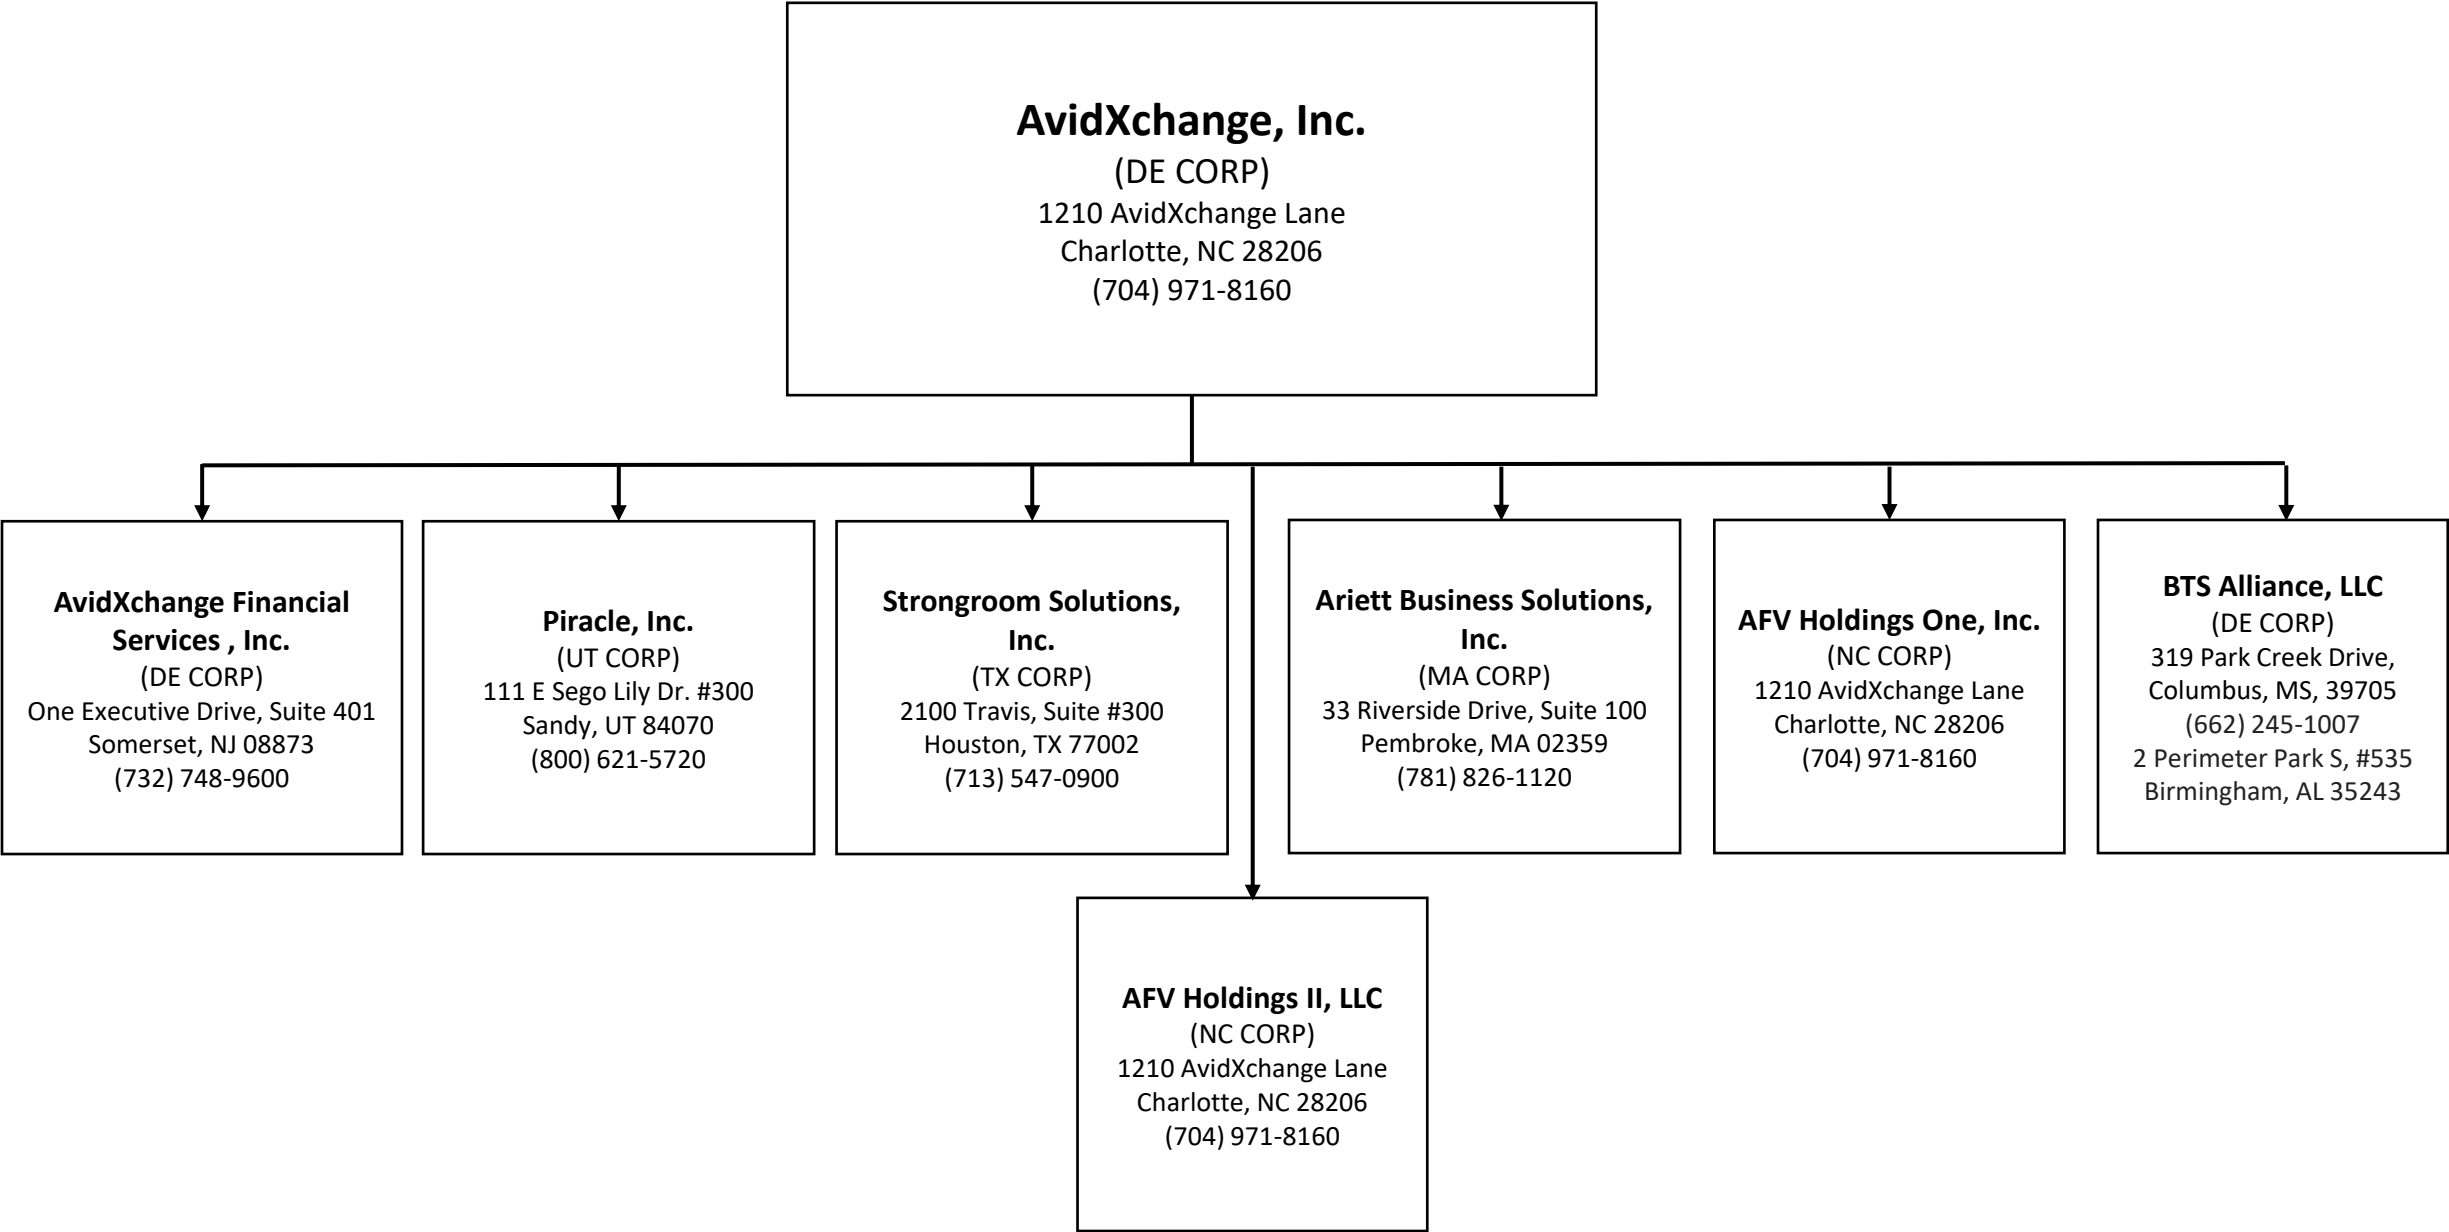 AvidXchange, Inc.
(DE CORP)
1210 AvidXchange Lane
Charlotte, NC 28206
(704) 971-8160
AvidXchange Financial
Services , Inc.
(DE CORP)
One Executive Drive, Suite 401
Somerset, NJ 08873
(732) 748-9600
Piracle, Inc.
(UT CORP)
111 E Sego Lily Dr. #300
Sandy, UT 84070
(800) 621-5720
Strongroom Solutions,
Inc.
(TX CORP)
2100 Travis, Suite #300
Houston, TX 77002
(713) 547-0900
Ariett Business Solutions,
Inc.
(MA CORP)
33 Riverside Drive, Suite 100
Pembroke, MA 02359
(781) 826-1120
AFV Holdings One, Inc.
(NC CORP)
1210 AvidXchange Lane
Charlotte, NC 28206
(704) 971-8160
BTS Alliance, LLC
(DE CORP)
319 Park Creek Drive,
Columbus, MS, 39705
(662) 245-1007
2 Perimeter Park S, #535
Birmingham, AL 35243
AFV Holdings II, LLC
(NC CORP)
1210 AvidXchange Lane
Charlotte, NC 28206
(704) 971-8160